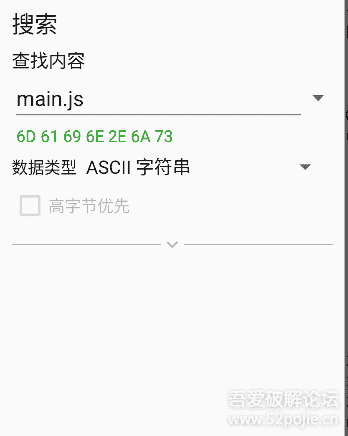 搜索
查找内容
main.js
6D 61 69 6E 2E 6A 73
数据类型 ASCII 字符串
高字节优先
吾爱破解论坛
www.52pojie.cn